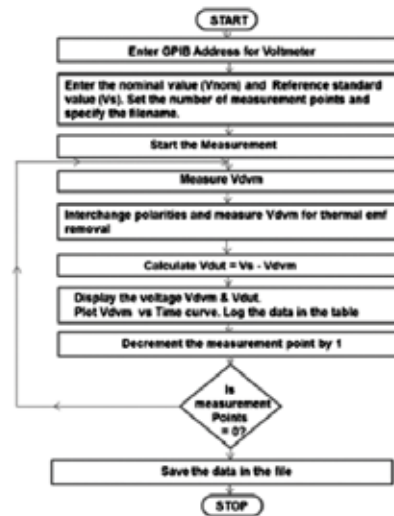 START
Enter GPIB Address for Voltmeter
Enter the nominal value (Vnom) and Reference standard
value (Vs). Set the number of measurement points and
specify the filename.
Start the Measurement
Measure Vdvm
Interchange polarities and measure Vdvm for thermal emf
removal
Calculate Vdut = Vs - Vdvm
Display the voltage Vdvm & Vdut.
Plot Vdvm vs Time curve. Log the data in the table
Decrement the measurement point by 1
Is
measurement
Points
= 0?
Save the data in the file
STOP